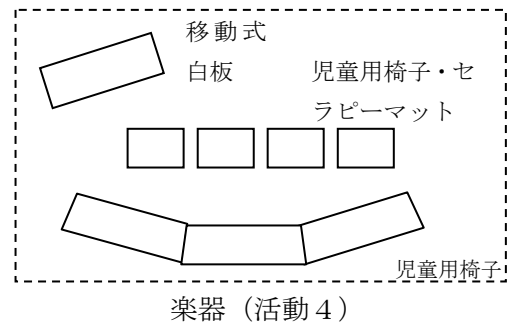 移動式
白板
児童用椅子・セ
ラピーマット
児童用椅子
楽器（活動４）